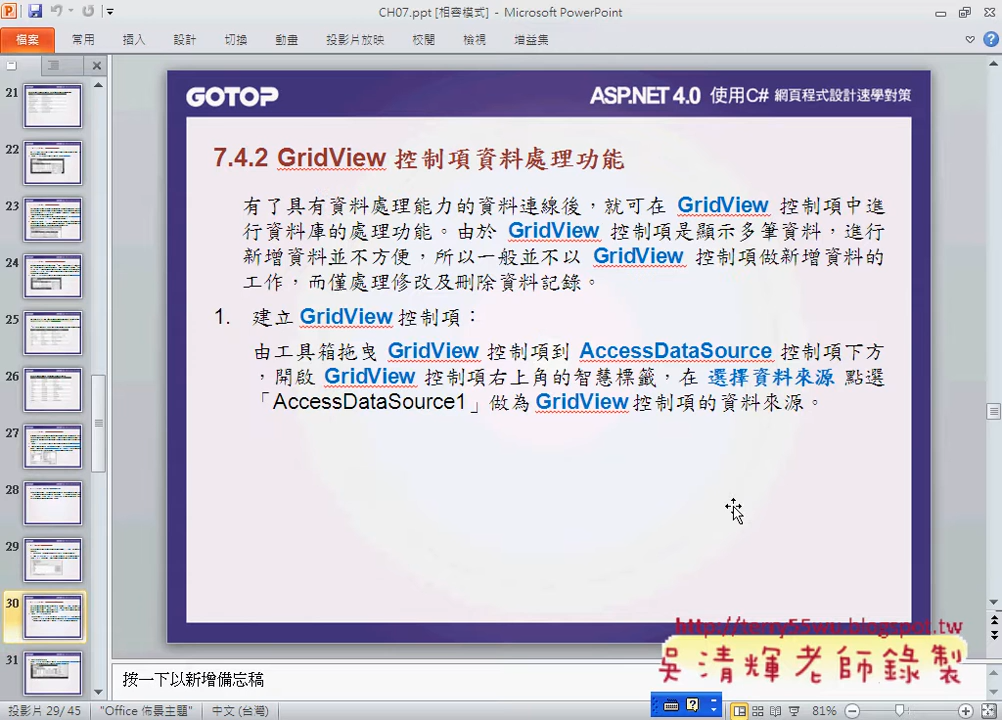 CH07.ppt [相容模式] - Microsoft PowerPoint
檔案 常用 插入 設計 切換 動畫 投影片放映 校閱 檢視 增益集
GOTOP
ASP.NET 4.0 使用C# 網頁程式設計速學對策
7.4.2 GridView 控制項資料處理功能
有了具有資料處理能力的資料連線後，就可在 GridView 控制項中進
行資料庫的處理功能。由於 GridView 控制項是顯示多筆資料，進行
新增資料並不方便，所以一般並不以 GridView 控制項做新增資料的
工作，而僅處理修改及刪除資料記錄。
1. 建立 GridView 控制項：
由工具箱拖曳 GridView 控制項到 AccessDataSource 控制項下方
，開啟 GridView 控制項右上角的智慧標籤，在 選擇資料來源 點選
「AccessDataSource1」做為 GridView 控制項的資料來源。
21
22
23
24
25
26
27
28
29
30
31
http://terry55wu.blogspot.tw
吳清輝老師錄製
按一下以新增備忘稿
投影片 29/45 "Office 佈景主題" 中文 (台灣) 81%